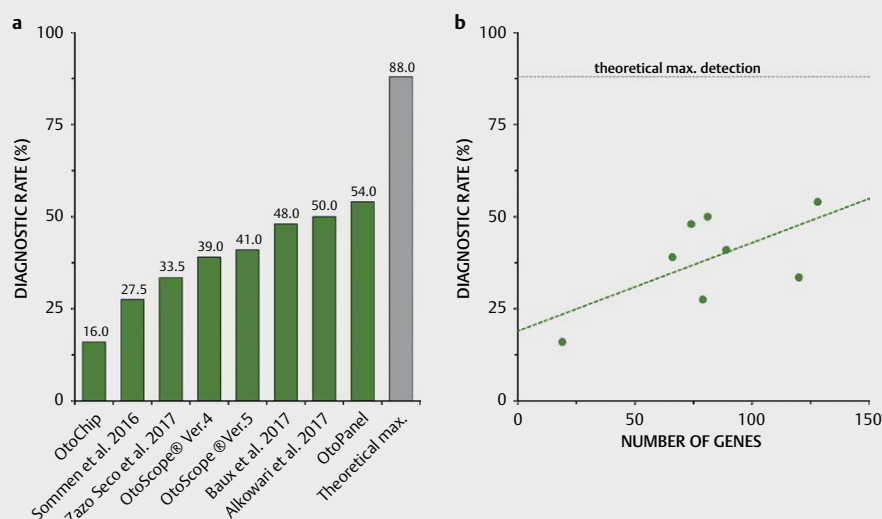 a
100
75
50
25
0
DIAGNOSTIC RATE (%)
16.0
27.5
33.5
39.0
41.0
48.0
50.0
54.0
88.0
OtoChip
Sommen et al. 2016
Zazo Seco et al. 2017
OtoScope® Ver.4
OtoScope ®Ver.5
Baux et al. 2017
Alkowari et al. 2017
OtoPanel
Theoretical max.
b
100
75
50
25
0
DIAGNOSTIC RATE (%)
theoretical max. detection
0
50
100
150
NUMBER OF GENES